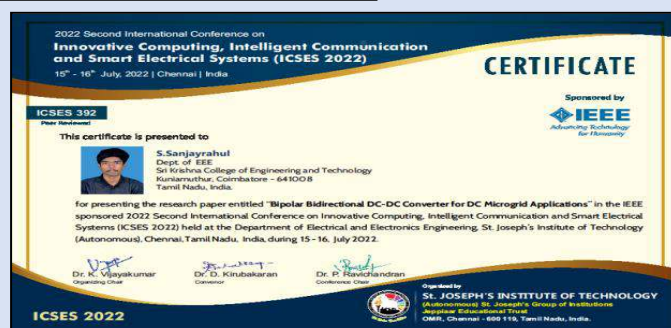 2022 Second International Conference on
Innovative Computing, Intelligent Communication
and Smart Electrical Systems (ICSES 2022)
15th - 16th July, 2022 | Chennai | India
CERTIFICATE
Sponsored by
IEEE
Advancing Technology
for Humanity
ICSES 392
Peer Reviewed
This certificate is presented to
S.Sanjayrahul
Dept. of EEE
Sri Krishna College of Engineering and Technology
Kuniamuthur, Coimbatore - 641008
Tamil Nadu, India.
for presenting the research paper entitled "Bipolar Bidirectional DC-DC Converter for DC Microgrid Applications" in the IEEE
sponsored 2022 Second International Conference on Innovative Computing, Intelligent Communication and Smart Electrical
Systems (ICSES 2022) held at the Department of Electrical and Electronics Engineering, St. Joseph's Institute of Technology
(Autonomous), Chennai, Tamil Nadu, India, during 15 - 16, July 2022.
Dr. K. Vijayakumar
Organizing Chair
Dr. D. Kirubakaran
Convenor
Dr. P. Ravichandran
Conference Chair
ICSES 2022
Organized by
St. JOSEPH'S INSTITUTE OF TECHNOLOGY
(Autonomous) St. Joseph's Group of Institutions
Jeppiaar Educational Trust
OMR, Chennai - 600 119, Tamil Nadu, India.